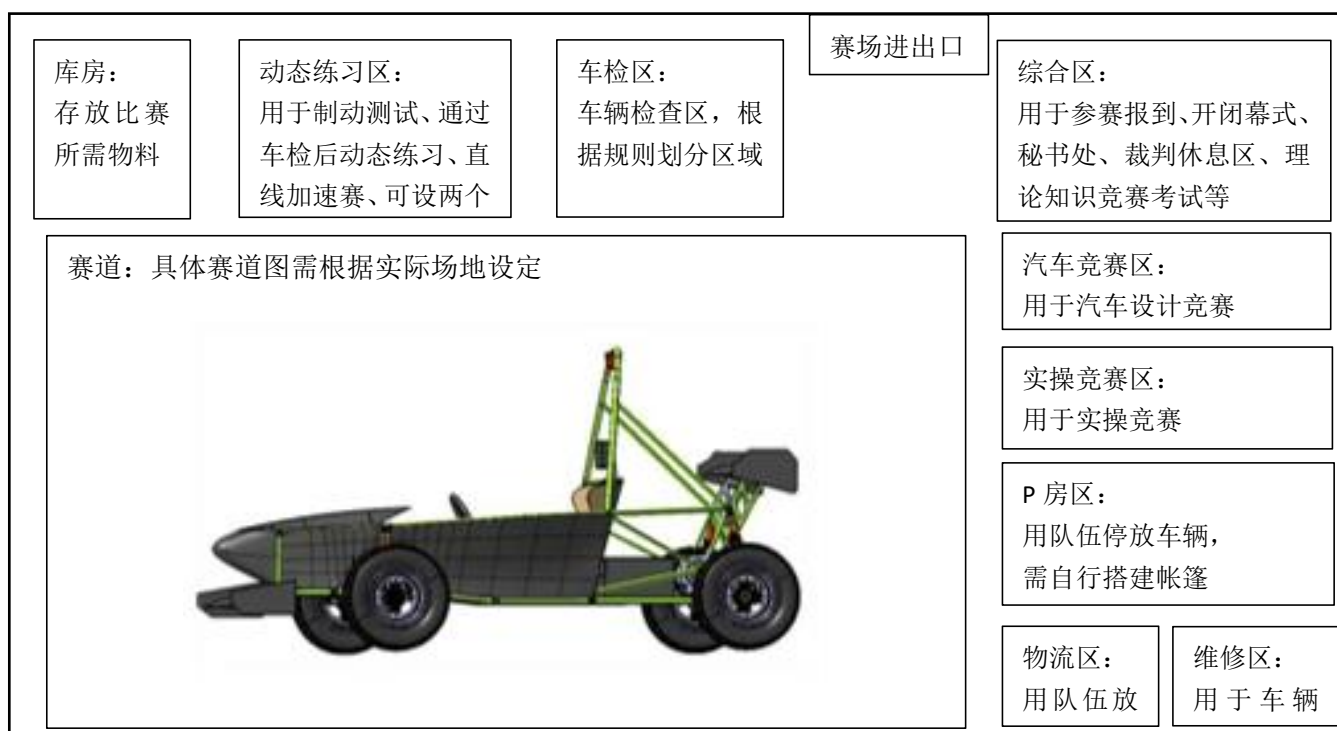 赛场进出口
库房：
存放比赛
所需物料
动态练习区：
用于制动测试、通过
车检后动态练习、直
线加速赛、可设两个
车检区：
车辆检查区，根
据规则划分区域
综合区：
用于参赛报到、开闭幕式、
秘书处、裁判休息区、理
论知识竞赛考试等
赛道：具体赛道图需根据实际场地设定
汽车竞赛区：
用于汽车设计竞赛
实操竞赛区：
用于实操竞赛
P 房区：
用队伍停放车辆，
需自行搭建帐篷
物流区：
用队伍放
维修区：
用于车辆